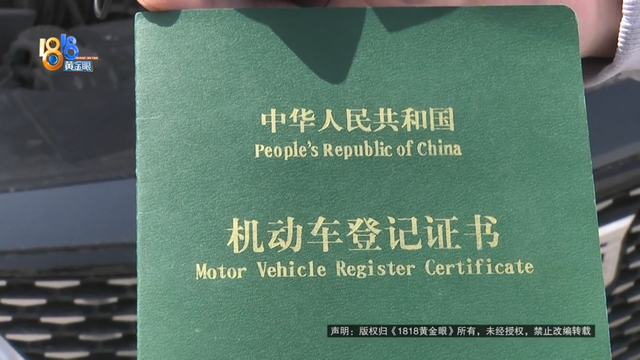 1818
黄金眼
中华人民共和国
People's Republic of China
机动车登记证书
Motor Vehicle Register Certificate
声明：版权归《1818黄金眼》所有，未经授权，禁止改编转载